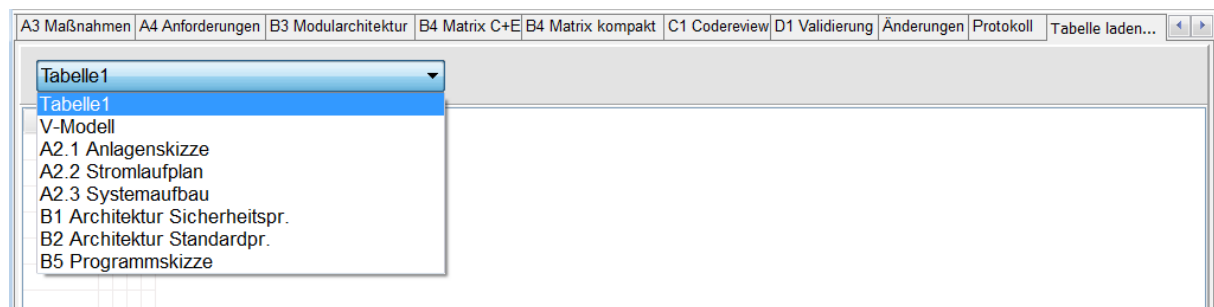 A3 Maßnahmen A4 Anforderungen B3 Modularchitektur B4 Matrix C+E B4 Matrix kompakt C1 Codereview D1 Validierung Änderungen Protokoll Tabelle laden...
Tabelle1
Tabelle1
V-Modell
A2.1 Anlagenskizze
A2.2 Stromlaufplan
A2.3 Systemaufbau
B1 Architektur Sicherheitspr.
B2 Architektur Standardpr.
B5 Programmskizze